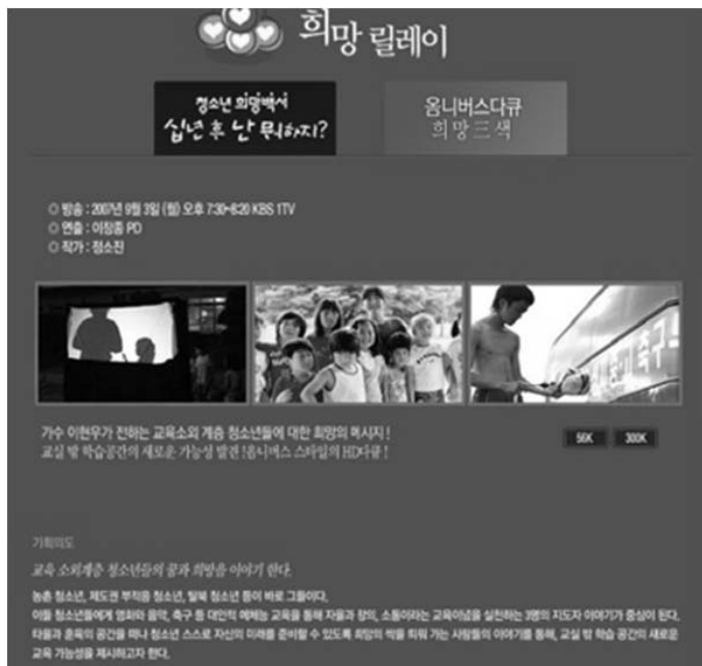 희망 릴레이
청소년 희망백서
십년 후 난 뭐하지?
옴니버스다큐
희망三색
◎ 방송 : 2007년 9월 3일 (월) 오후 7:30~8:20 KBS 1TV
◎ 연출 : 이창종 PD
◎ 작가 : 정소진
축구
가수 이현우가 전하는 교육소외 계층 청소년들에 대한 희망의 메시지 !
교실 밖 학습공간의 새로운 가능성 발견 !옴니버스 스타일의 HD다큐 !
56K
300K
기획의도
교육 소외계층 청소년들의 꿈과 희망을 이야기 한다.
농촌 청소년, 제도권 부적응 청소년, 탈북 청소년 등이 바로 그들이다.
이들 청소년들에게 영화와 음악, 축구 등 대안적 예체능 교육을 통해 자율과 창의, 소통이라는 교육이념을 실천하는 3명의 지도자 이야기가 중심이 된다.
타율과 훈육의 공간을 떠나 청소년 스스로 자신의 미래를 준비할 수 있도록 희망의 싹을 틔워 가는 사람들의 이야기를 통해, 교실 밖 학습 공간의 새로운
교육 가능성을 제시하고자 한다.